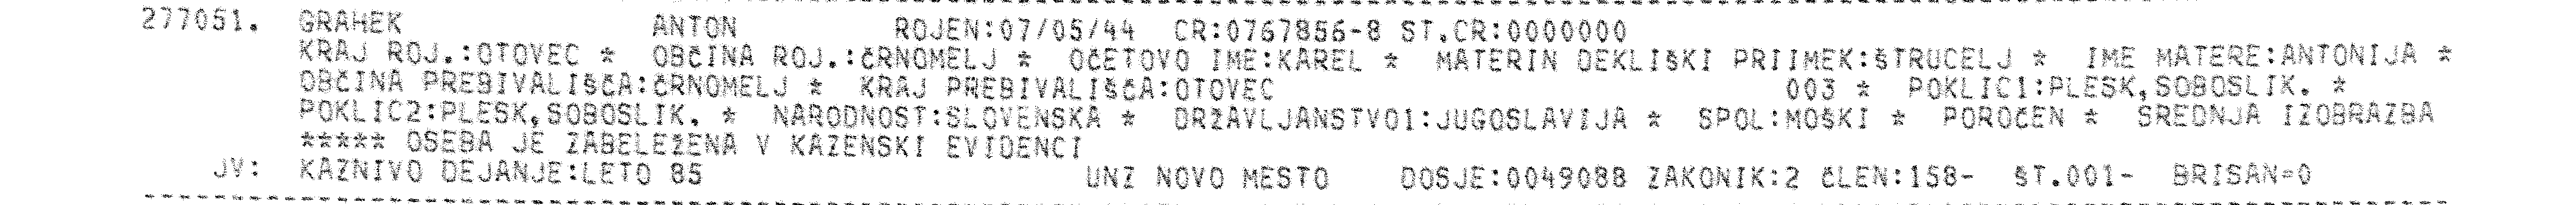 277051. GRAHEK ANTON ROJEN:07/05/44 CR:0767856-8 ST.CR:0000000
KRAJ ROJ.:OTOVEC * OBČINA ROJ.:ČRNOMELJ * OČETOVO IME:KAREL * MATERIN DEKLIŠKI PRIIMEK:ŠTRUCELJ * IME MATERE:ANTONIJA *
OBČINA PREBIVALIŠČA:ČRNOMELJ * KRAJ PREBIVALIŠČA:OTOVEC 003 * POKLIC1:PLESK,SOBOSLIK. *
POKLIC2:PLESK,SOBOSLIK. * NARODNOST:SLOVENSKA * DRŽAVLJANSTVO1:JUGOSLAVIJA * SPOL:MOŠKI * POROČEN * SREDNJA IZOBRAZBA
***** OSEBA JE ZABELEŽENA V KAZENSKI EVIDENCI
JV: KAZNIVO DEJANJE:LETO 85 UNZ NOVO MESTO DOSJE:0049088 ZAKONIK:2 ČLEN:158- ŠT.001- BRISAN=0